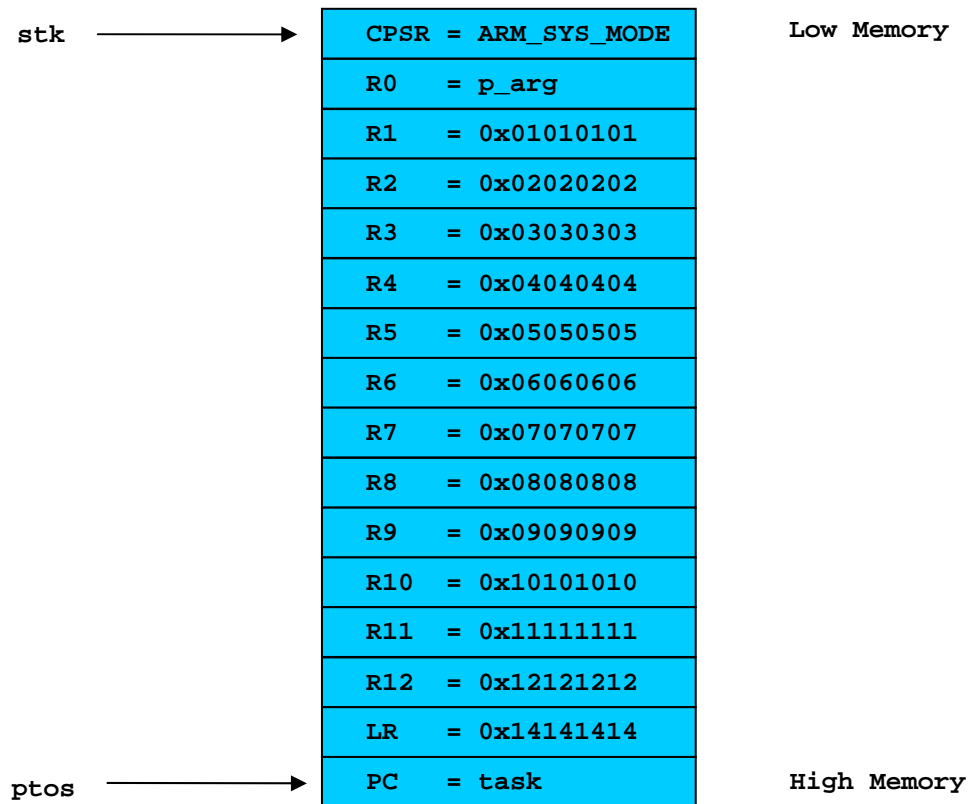 stk CPSR = ARM_SYS_MODE Low Memory
R0 = p_arg
R1 = 0x01010101
R2 = 0x02020202
R3 = 0x03030303
R4 = 0x04040404
R5 = 0x05050505
R6 = 0x06060606
R7 = 0x07070707
R8 = 0x08080808
R9 = 0x09090909
R10 = 0x10101010
R11 = 0x11111111
R12 = 0x12121212
LR = 0x14141414
ptos PC = task High Memory